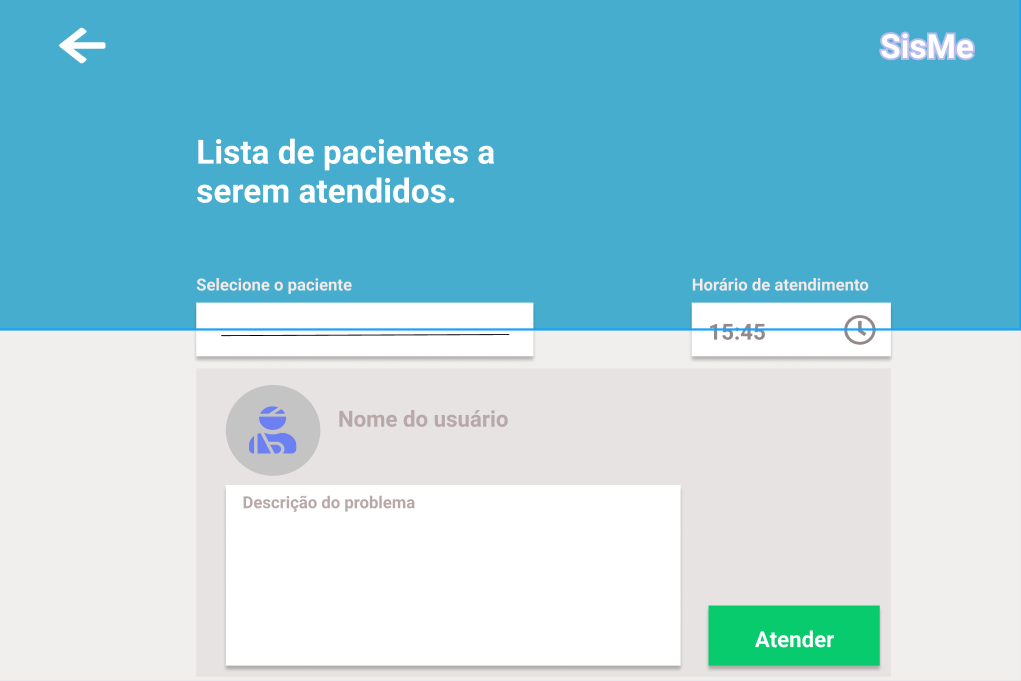 SisMe
Lista de pacientes a
serem atendidos.
Selecione o paciente
Horário de atendimento
15:45
Nome do usuário
Descrição do problema
Atender